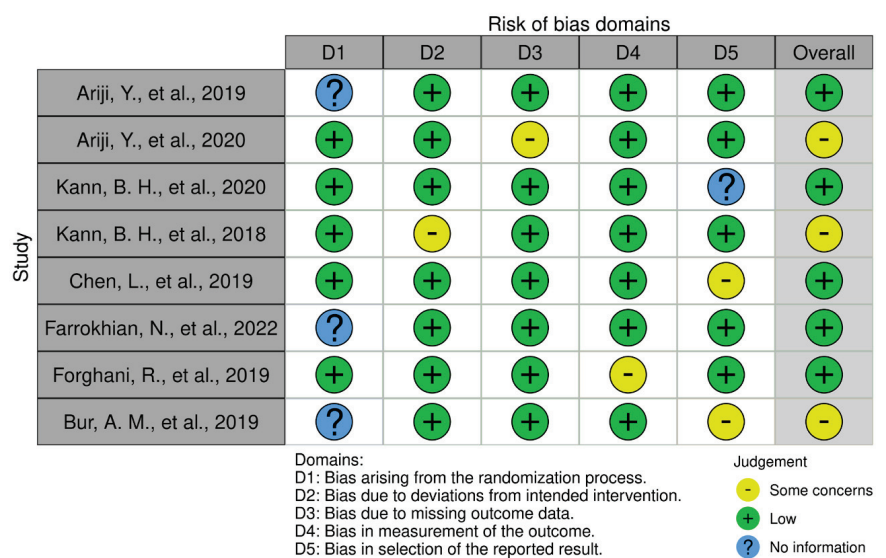 Risk of bias domains
D1 D2 D3 D4 D5 Overall
Study
Ariji, Y., et al., 2019 ? + + + + +
Ariji, Y., et al., 2020 + + - + + -
Kann, B. H., et al., 2020 + + + + ? +
Kann, B. H., et al., 2018 + - + + + -
Chen, L., et al., 2019 + + + + - +
Farrokhian, N., et al., 2022 ? + + + + +
Forghani, R., et al., 2019 + + + - + +
Bur, A. M., et al., 2019 ? + + + - -
Domains:
D1: Bias arising from the randomization process.
D2: Bias due to deviations from intended intervention.
D3: Bias due to missing outcome data.
D4: Bias in measurement of the outcome.
D5: Bias in selection of the reported result.
Judgement
- Some concerns
+ Low
? No information